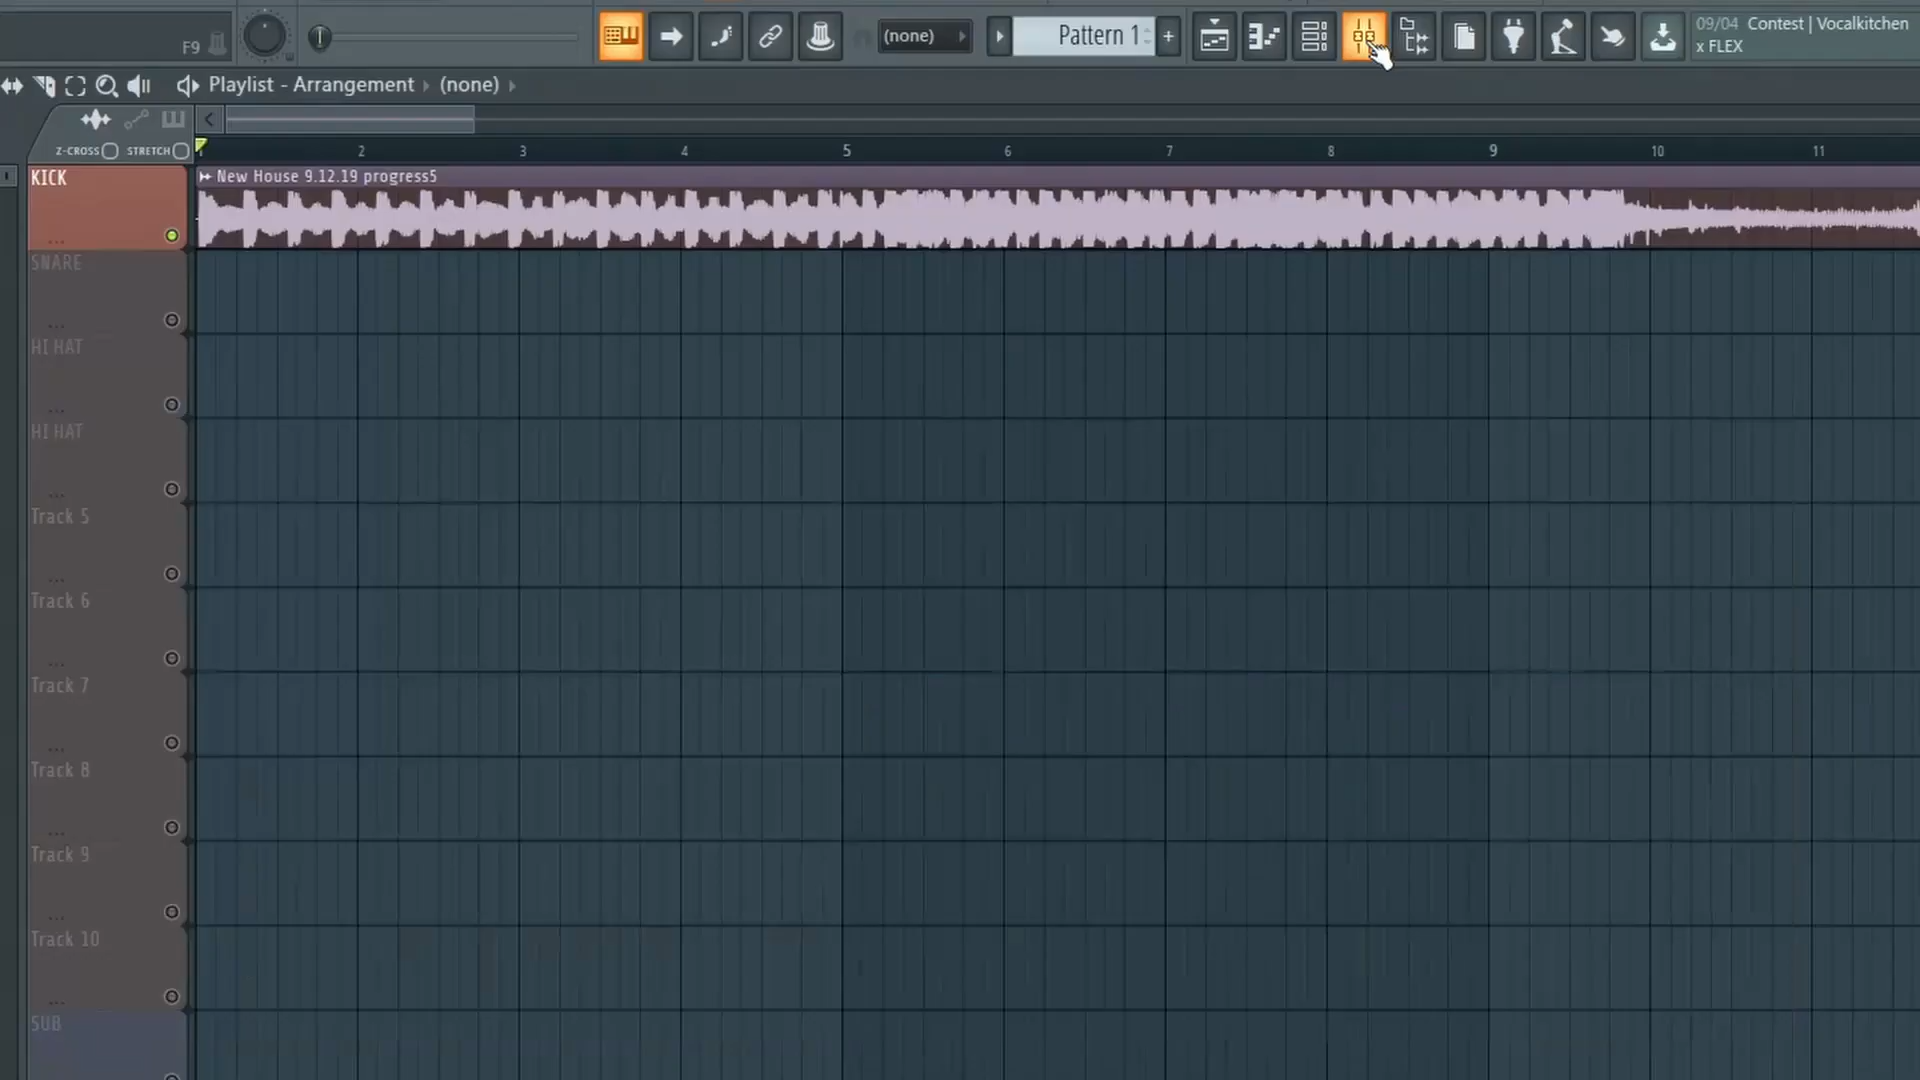 F9
(none)
Pattern 1
+
09/04 Contest | Vocalkitchen
x FLEX
Playlist - Arrangement
(none)
Z-CROSS
STRETCH
2
3
4
5
6
7
8
9
10
11
KICK
New House 9.12.19 progress5
...
SNARE
...
HI HAT
...
HI HAT
...
Track 5
...
Track 6
...
Track 7
...
Track 8
...
Track 9
...
Track 10
...
SUB